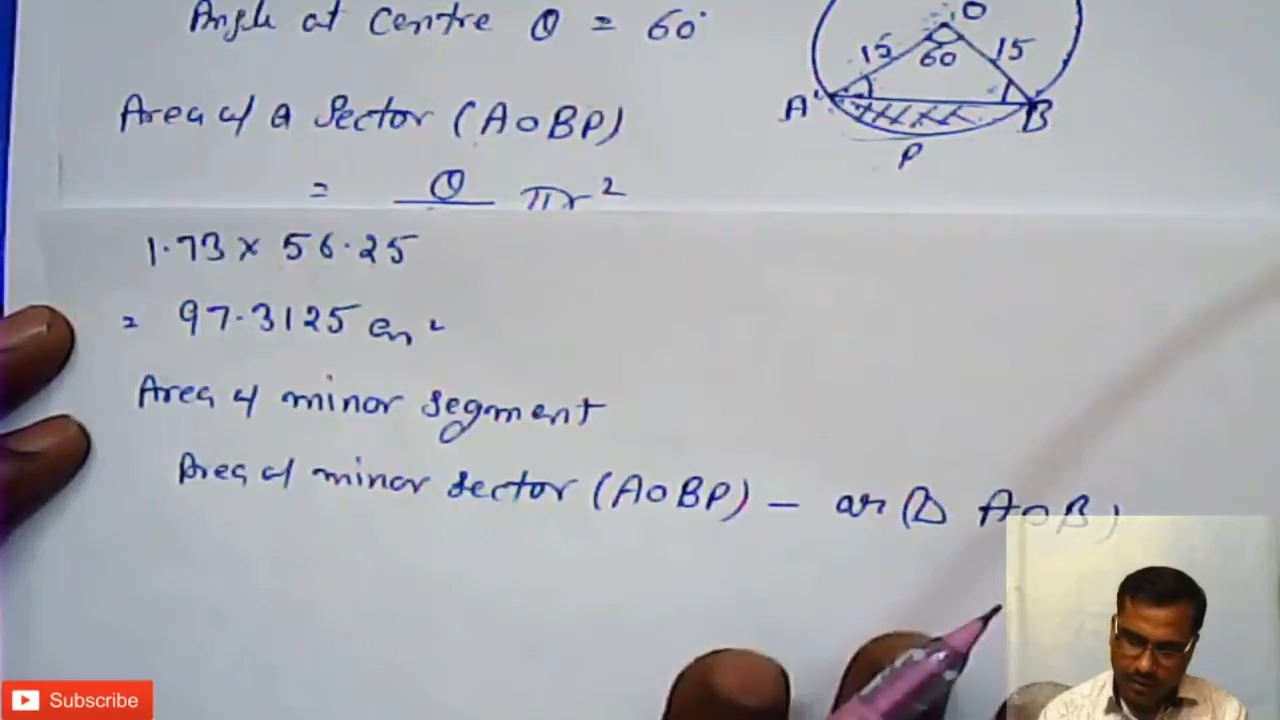 Angle at centre θ = 60°
O
15
60
15
A
B
P
Area of a sector (AOBP)
= θ πr²
1.73 × 56.25
= 97.3125 cm²
Area of minor segment
Area of minor sector (AOBP) - ar (Δ AOB)
Subscribe